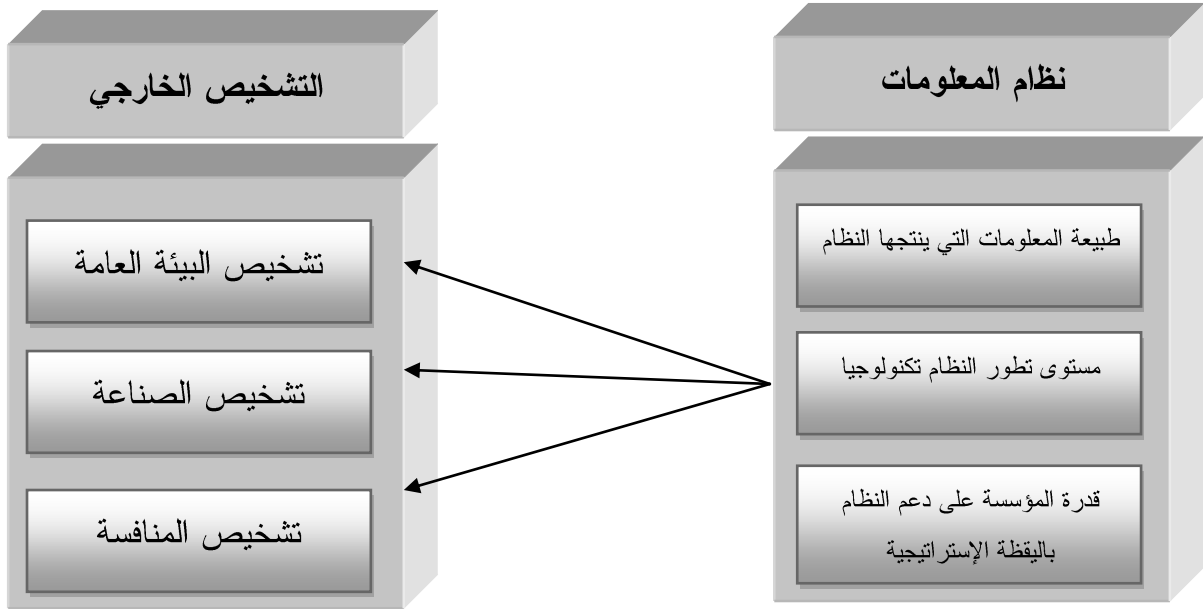 نظام المعلومات
طبيعة المعلومات التي ينتجها النظام
مستوى تطور النظام تكنولوجيا
قدرة المؤسسة على دعم النظام
باليقظة الإستراتيجية
التشخيص الخارجي
تشخيص البيئة العامة
تشخيص الصناعة
تشخيص المنافسة